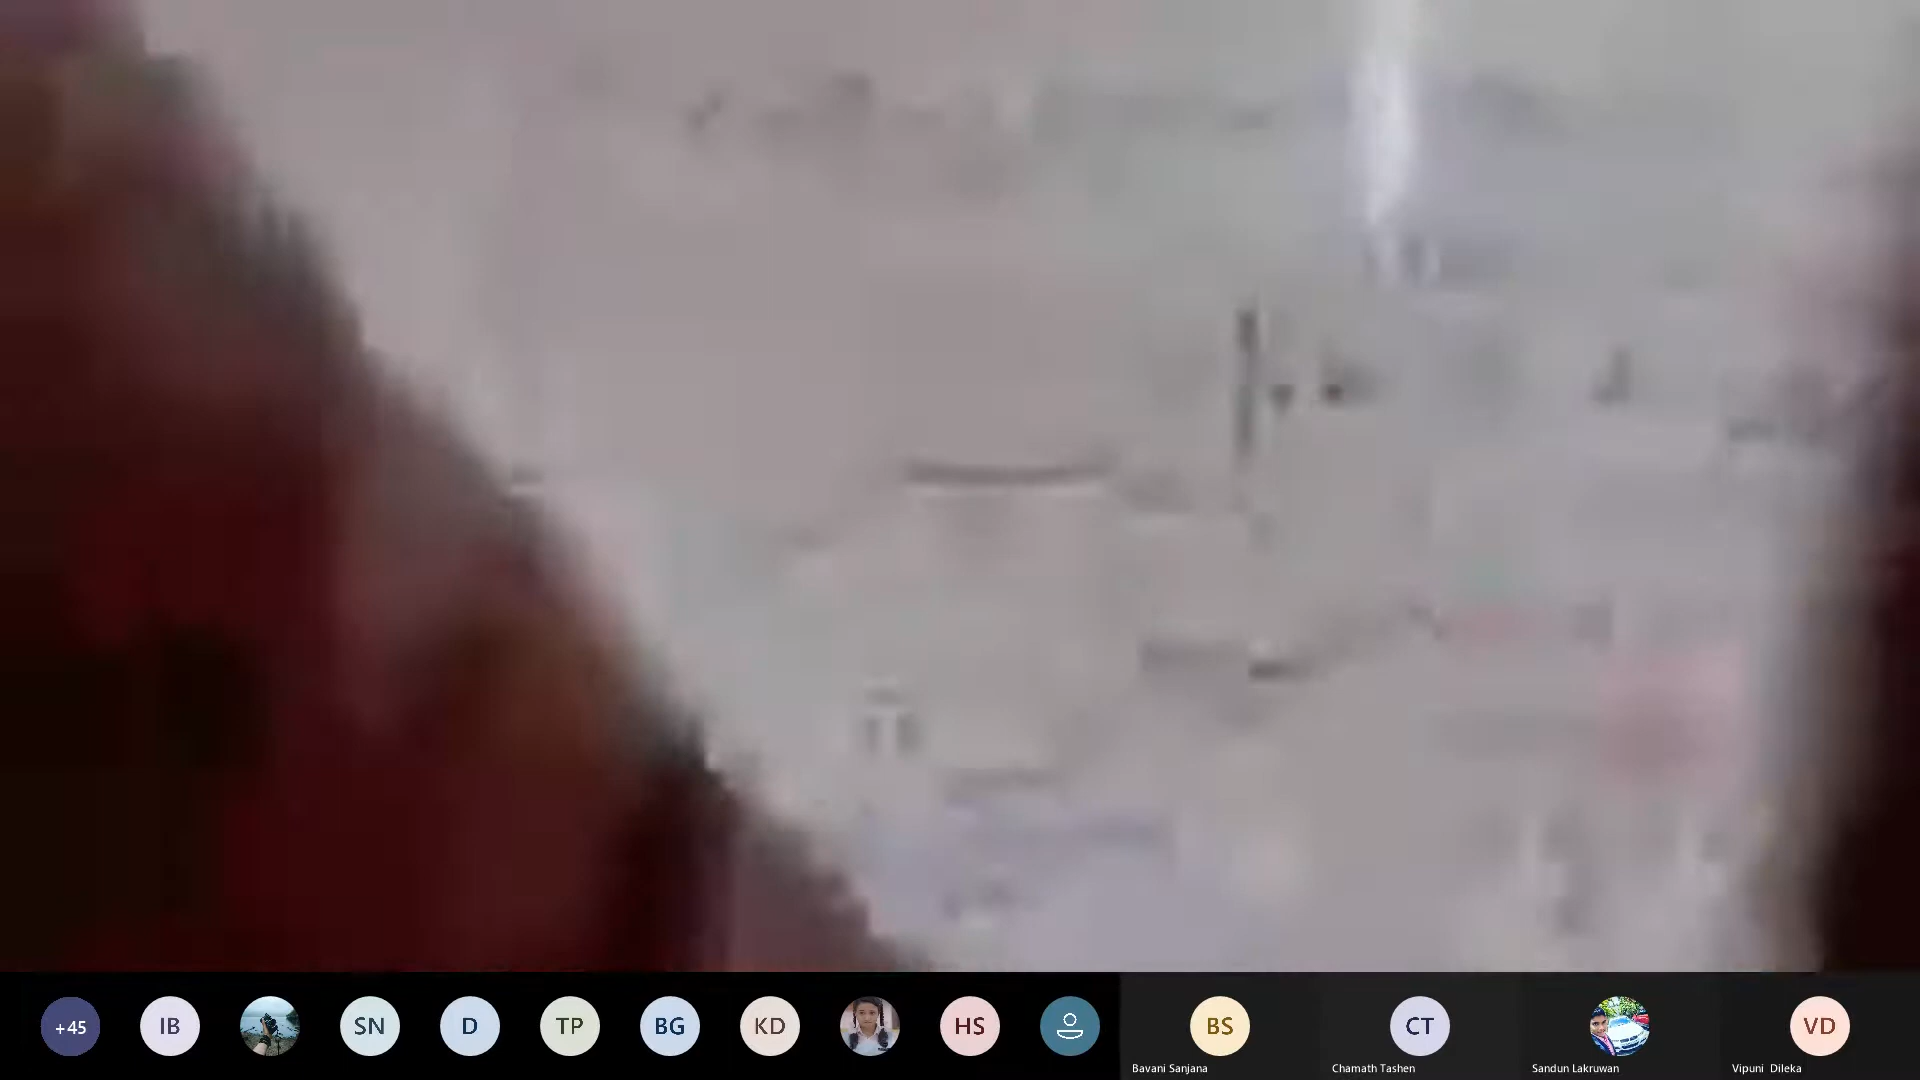 +45
IB
SN
D
TP
BG
KD
HS
BS
CT
VD
Bavani Sanjana
Chamath Tashen
Sandun Lakruwan
Vipuni Dileka